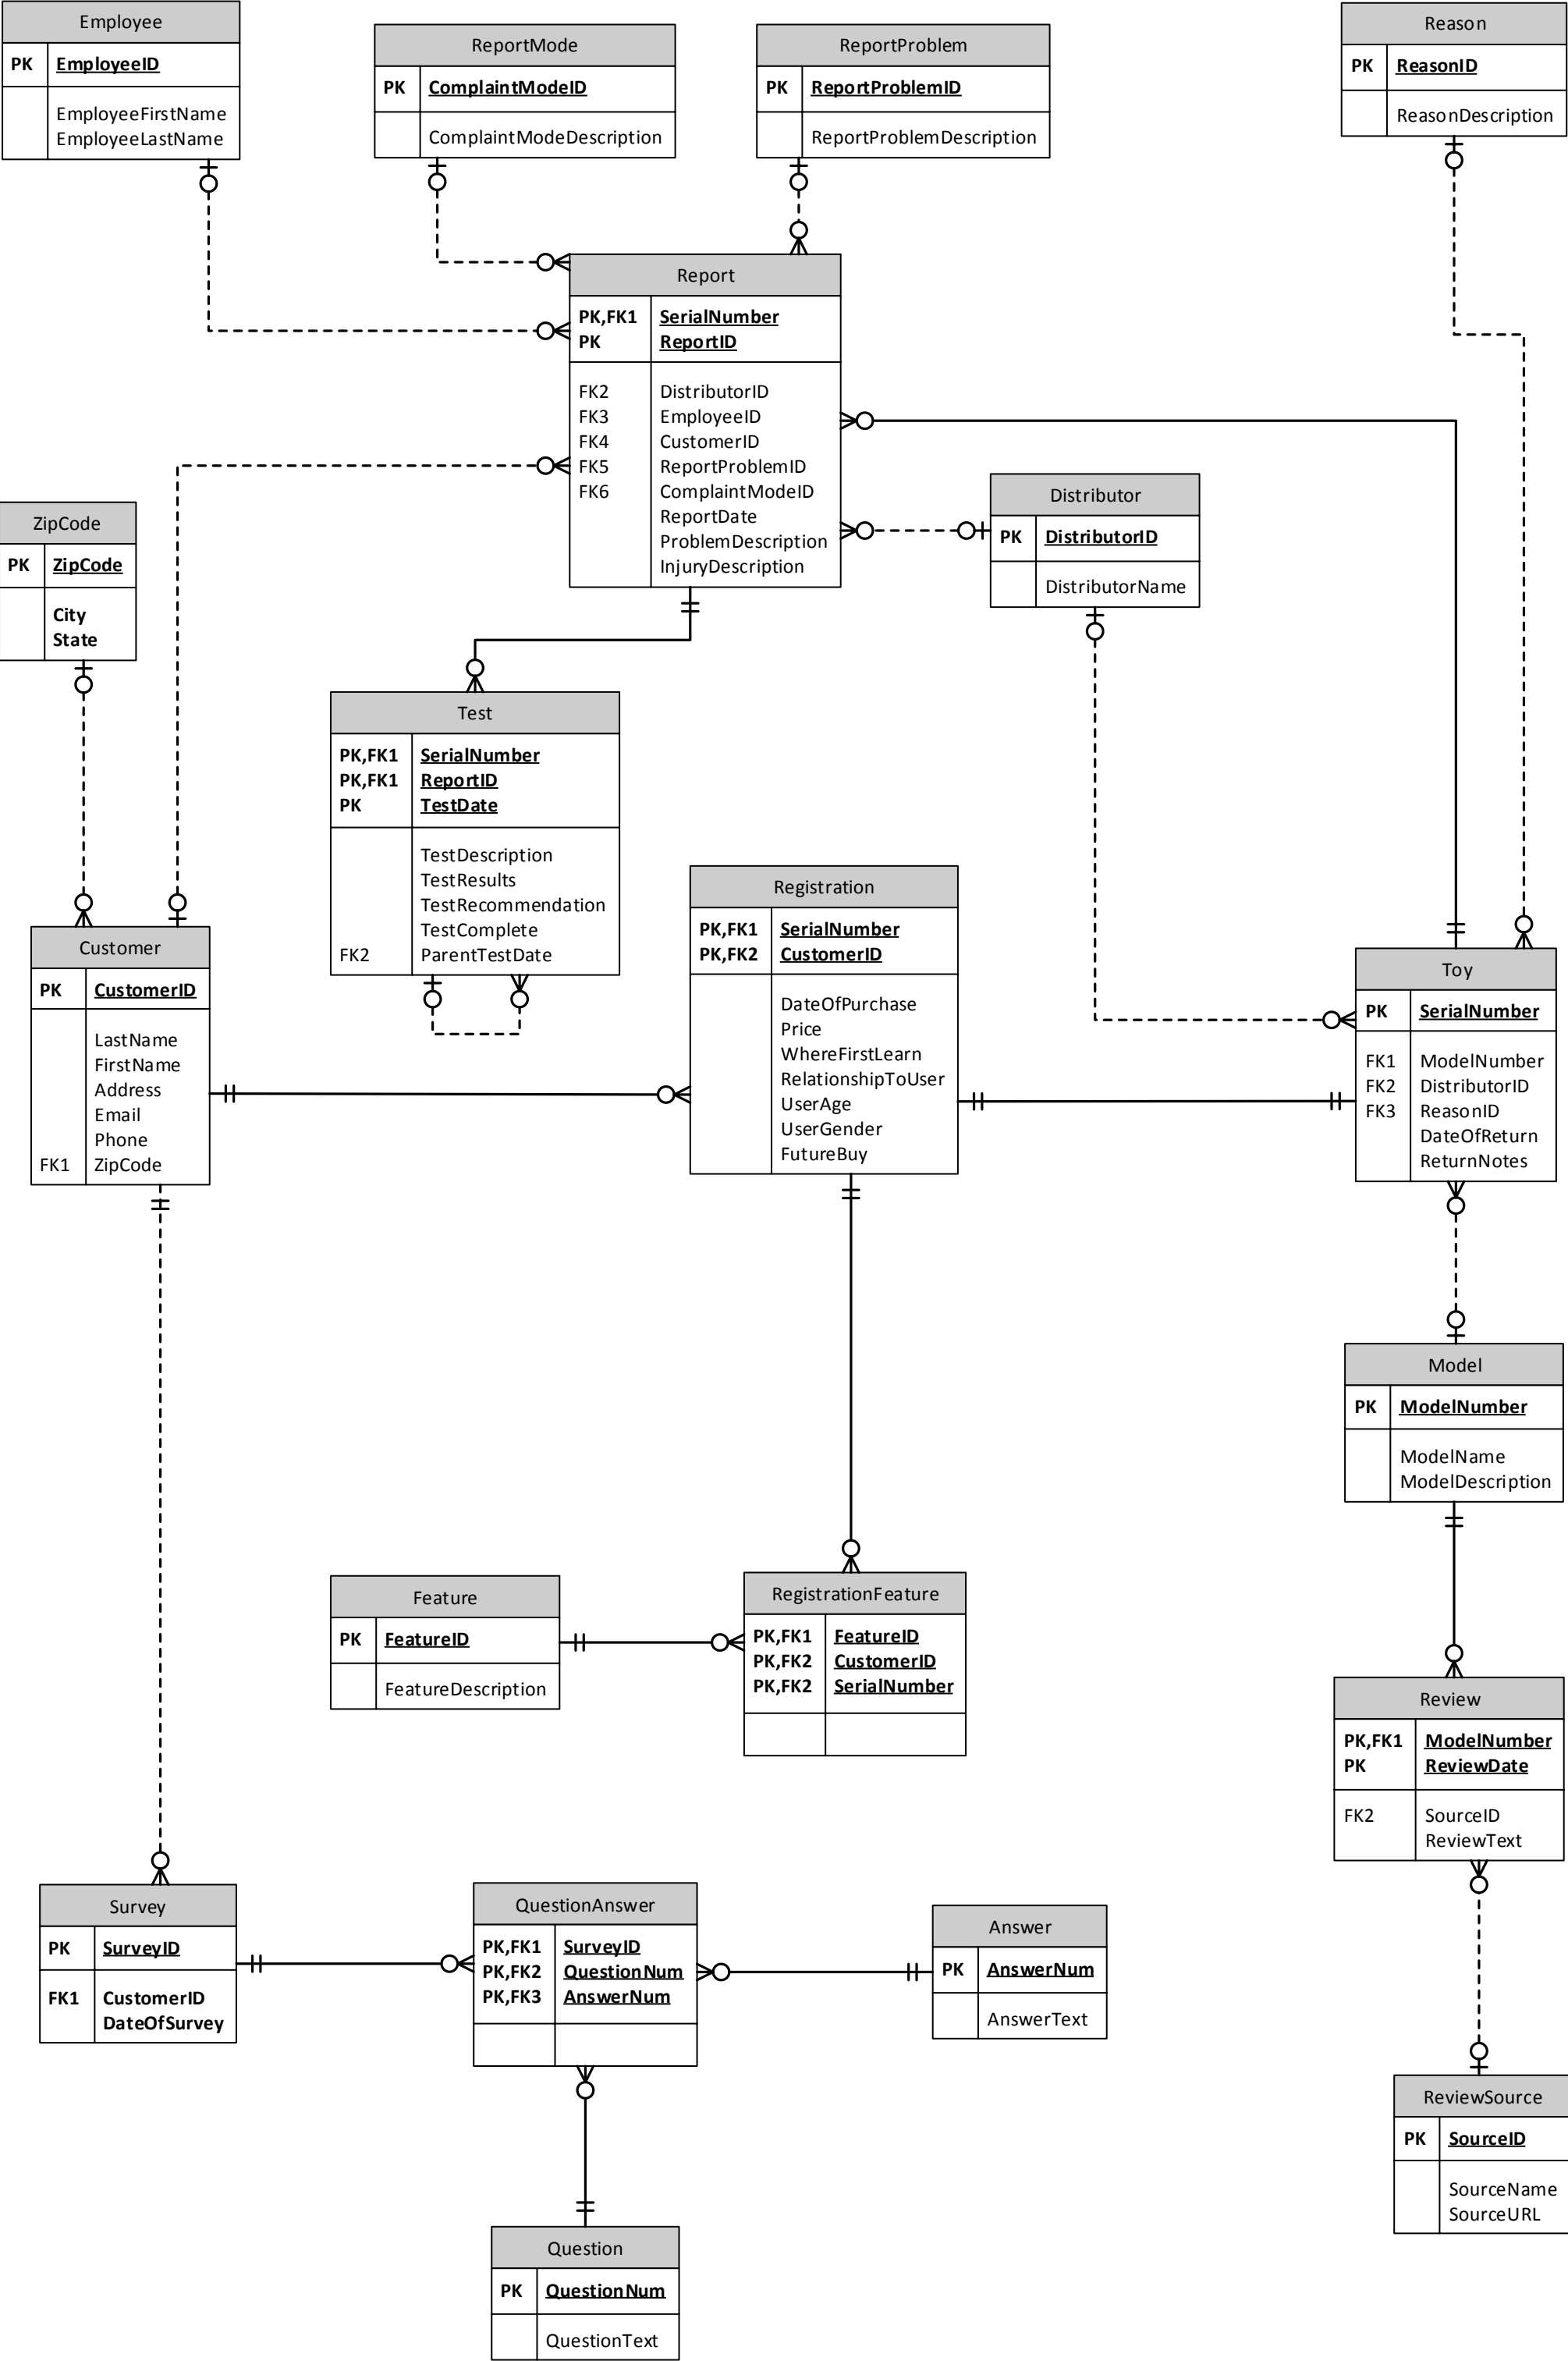 Employee
PK EmployeeID
EmployeeFirstName
EmployeeLastName
ReportMode
PK ComplaintModeID
ComplaintModeDescription
ReportProblem
PK ReportProblemID
ReportProblemDescription
Reason
PK ReasonID
ReasonDescription
Report
PK,FK1 SerialNumber
PK ReportID
FK2 DistributorID
FK3 EmployeeID
FK4 CustomerID
FK5 ReportProblemID
FK6 ComplaintModeID
ReportDate
ProblemDescription
InjuryDescription
Distributor
PK DistributorID
DistributorName
ZipCode
PK ZipCode
City
State
Test
PK,FK1 SerialNumber
PK,FK1 ReportID
PK TestDate
TestDescription
TestResults
TestRecommendation
TestComplete
FK2 ParentTestDate
Registration
PK,FK1 SerialNumber
PK,FK2 CustomerID
DateOfPurchase
Price
WhereFirstLearn
RelationshipToUser
UserAge
UserGender
FutureBuy
Customer
PK CustomerID
LastName
FirstName
Address
Email
Phone
FK1 ZipCode
Toy
PK SerialNumber
FK1 ModelNumber
FK2 DistributorID
FK3 ReasonID
DateOfReturn
ReturnNotes
Model
PK ModelNumber
ModelName
ModelDescription
Feature
PK FeatureID
FeatureDescription
RegistrationFeature
PK,FK1 FeatureID
PK,FK2 CustomerID
PK,FK2 SerialNumber
Review
PK,FK1 ModelNumber
PK ReviewDate
FK2 SourceID
ReviewText
Survey
PK SurveyID
FK1 CustomerID
DateOfSurvey
QuestionAnswer
PK,FK1 SurveyID
PK,FK2 QuestionNum
PK,FK3 AnswerNum
Answer
PK AnswerNum
AnswerText
ReviewSource
PK SourceID
SourceName
SourceURL
Question
PK QuestionNum
QuestionText